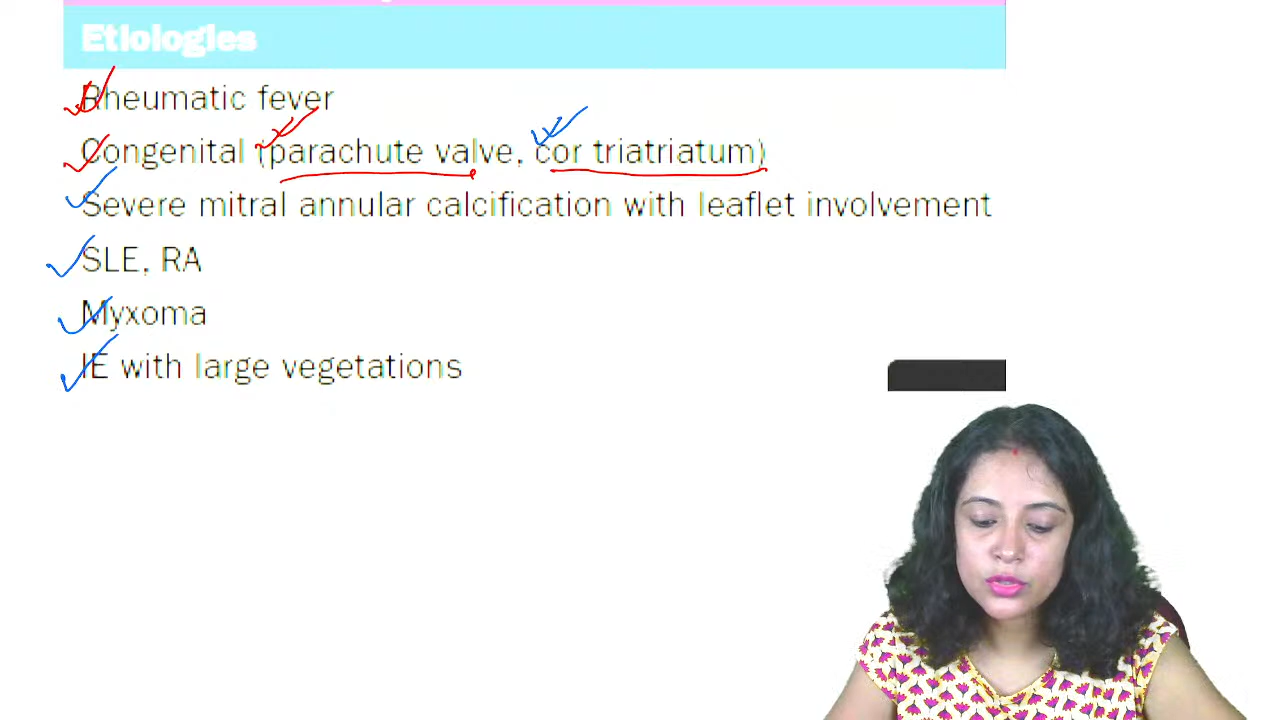 Etiologies
Rheumatic fever
Congenital (parachute valve, cor triatriatum)
Severe mitral annular calcification with leaflet involvement
SLE, RA
Myxoma
IE with large vegetations